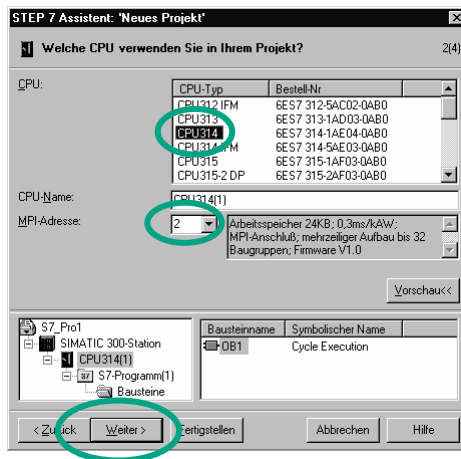 STEP 7 Assistent: 'Neues Projekt'
Welche CPU verwenden Sie in Ihrem Projekt? 2(4)
CPU:
CPU-Typ Bestell-Nr
CPU312 IFM 6ES7 312-5AC02-0AB0
CPU313 6ES7 313-1AD03-0AB0
CPU314 6ES7 314-1AE04-0AB0
CPU314 IFM 6ES7 314-5AE03-0AB0
CPU315 6ES7 315-1AF03-0AB0
CPU315-2 DP 6ES7 315-2AF03-0AB0
CPU-Name: CPU314(1)
MPI-Adresse: 2
Arbeitsspeicher 24KB; 0,3ms/kAW;
MPI-Anschluß; mehrzeiliger Aufbau bis 32
Baugruppen; Firmware V1.0
Vorschau<<
S7_Pro1
SIMATIC 300-Station
CPU314(1)
S7-Programm(1)
Bausteine
Bausteinname Symbolischer Name
OB1 Cycle Execution
< Zurück Weiter > Fertigstellen Abbrechen Hilfe